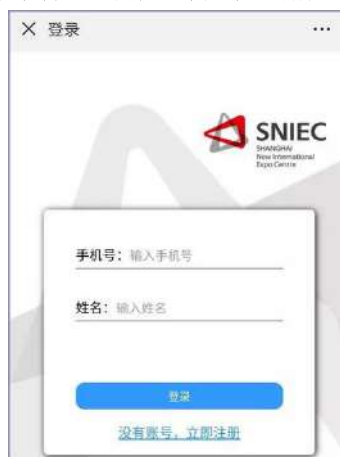 登录
SNIEC
SHANGHAI
New International
Expo Centre
手机号：输入手机号
姓名：输入姓名
登录
没有账号，立即注册